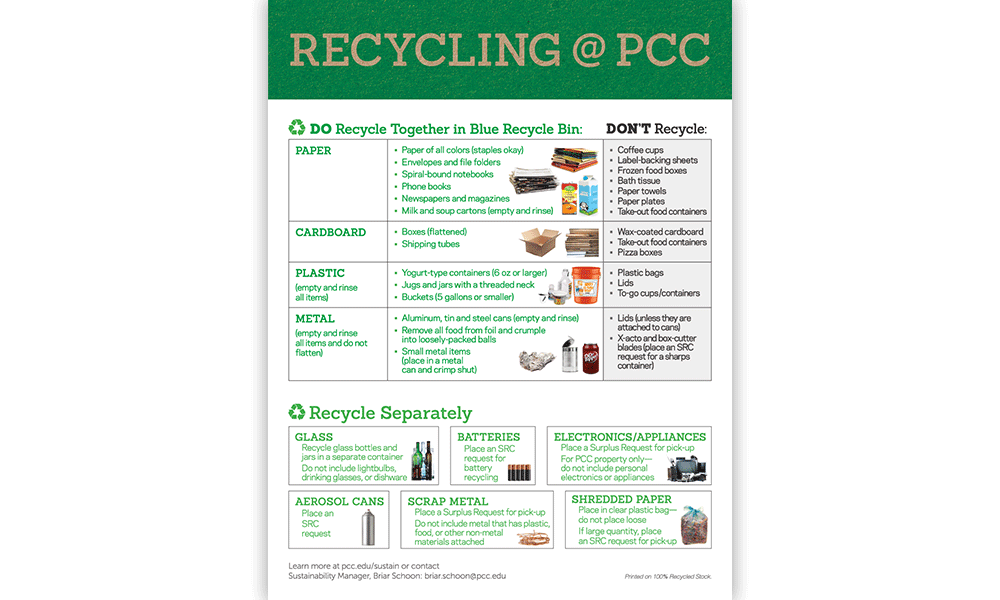 RECYCLING @ PCC
DO Recycle Together in Blue Recycle Bin:
DON'T Recycle:
PAPER
• Paper of all colors (staples okay)
• Envelopes and file folders
• Spiral-bound notebooks
• Phone books
• Newspapers and magazines
• Milk and soup cartons (empty and rinse)
• Coffee cups
• Label-backing sheets
• Frozen food boxes
• Bath tissue
• Paper towels
• Paper plates
• Take-out food containers
CARDBOARD
• Boxes (flattened)
• Shipping tubes
• Wax-coated cardboard
• Take-out food containers
• Pizza boxes
PLASTIC
(empty and rinse
all items)
• Yogurt-type containers (6 oz or larger)
• Jugs and jars with a threaded neck
• Buckets (5 gallons or smaller)
• Plastic bags
• Lids
• To-go cups/containers
METAL
(empty and rinse
all items and do not
flatten)
• Aluminum, tin and steel cans (empty and rinse)
• Remove all food from foil and crumple
into loosely-packed balls
• Small metal items
(place in a metal
can and crimp shut)
• Lids (unless they are
attached to cans)
• X-acto and box-cutter
blades (place an SRC
request for a sharps
container)
Recycle Separately
GLASS
Recycle glass bottles and
jars in a separate container
Do not include lightbulbs,
drinking glasses, or dishware
BATTERIES
Place an SRC
request for
battery
recycling
ELECTRONICS/APPLIANCES
Place a Surplus Request for pick-up
For PCC property only—
do not include personal
electronics or appliances
AEROSOL CANS
Place an
SRC
request
SCRAP METAL
Place a Surplus Request for pick-up
Do not include metal that has plastic,
food, or other non-metal
materials attached
SHREDDED PAPER
Place in clear plastic bag—
do not place loose
If large quantity, place
an SRC request for pick-up
Learn more at pcc.edu/sustain or contact
Sustainability Manager, Briar Schoon: briar.schoon@pcc.edu
Printed on 100% Recycled Stock.